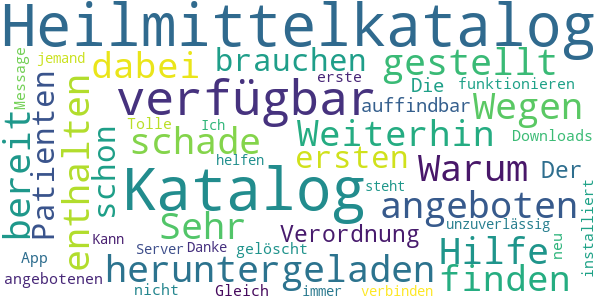 Heilmittelkatalog
jemand dabei brauchen gestellt
Message erste Die funktionieren
verfügbar auffindbar Wegen
bereit Patienten enthalten schon Tolle Ich Weiterhin Downloads
schade ersten Warum Der
helfen
Katalog steht angeboten installiert
Sehr Verordnung unzuverlässig
Kann Server Danke gelöscht Hilfe neu
App heruntergeladen finden
angebotenen nicht Gleich immer verbinden